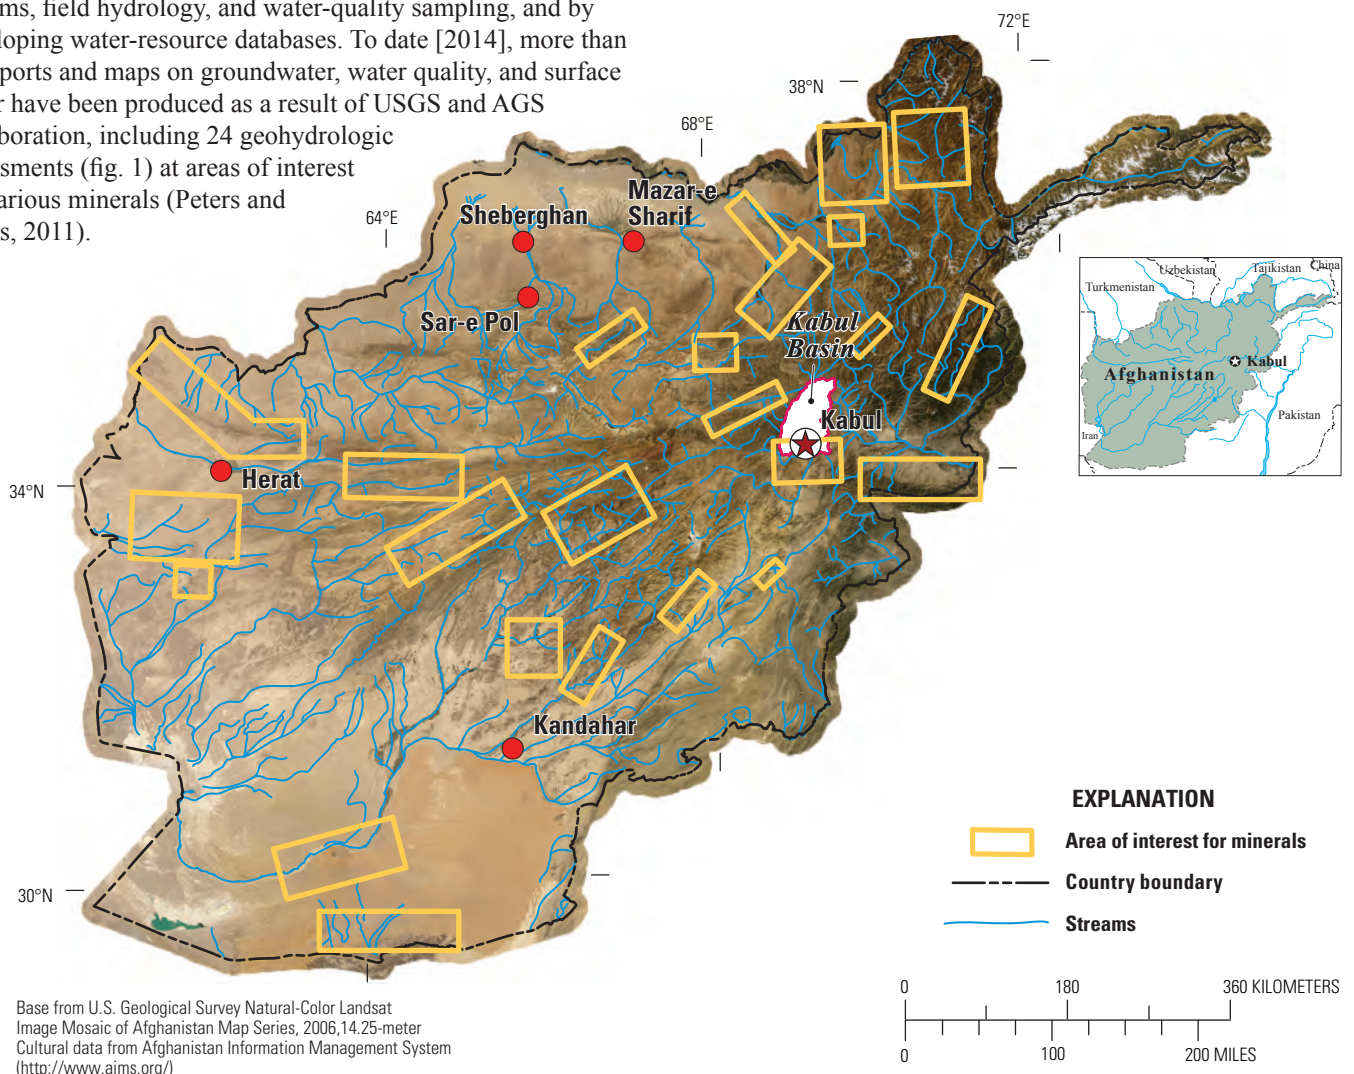 ms, field hydrology, and water-quality sampling, and by
loping water-resource databases. To date [2014], more than
ports and maps on groundwater, water quality, and surface
r have been produced as a result of USGS and AGS
boration, including 24 geohydrologic
sments (fig. 1) at areas of interest
arious minerals (Peters and
s, 2011).
72°E
38°N
68°E
64°E
Mazar-e
Sharif
Sheberghan
Sar-e Pol
Kabul
Basin
Kabul
Herat
34°N
Kandahar
30°N
Uzbekistan
Tajikistan
China
Turkmenistan
Kabul
Afghanistan
Pakistan
Iran
EXPLANATION
Area of interest for minerals
Country boundary
Streams
0 180 360 KILOMETERS
0 100 200 MILES
Base from U.S. Geological Survey Natural-Color Landsat
Image Mosaic of Afghanistan Map Series, 2006,14.25-meter
Cultural data from Afghanistan Information Management System
(http://www.aims.org/)